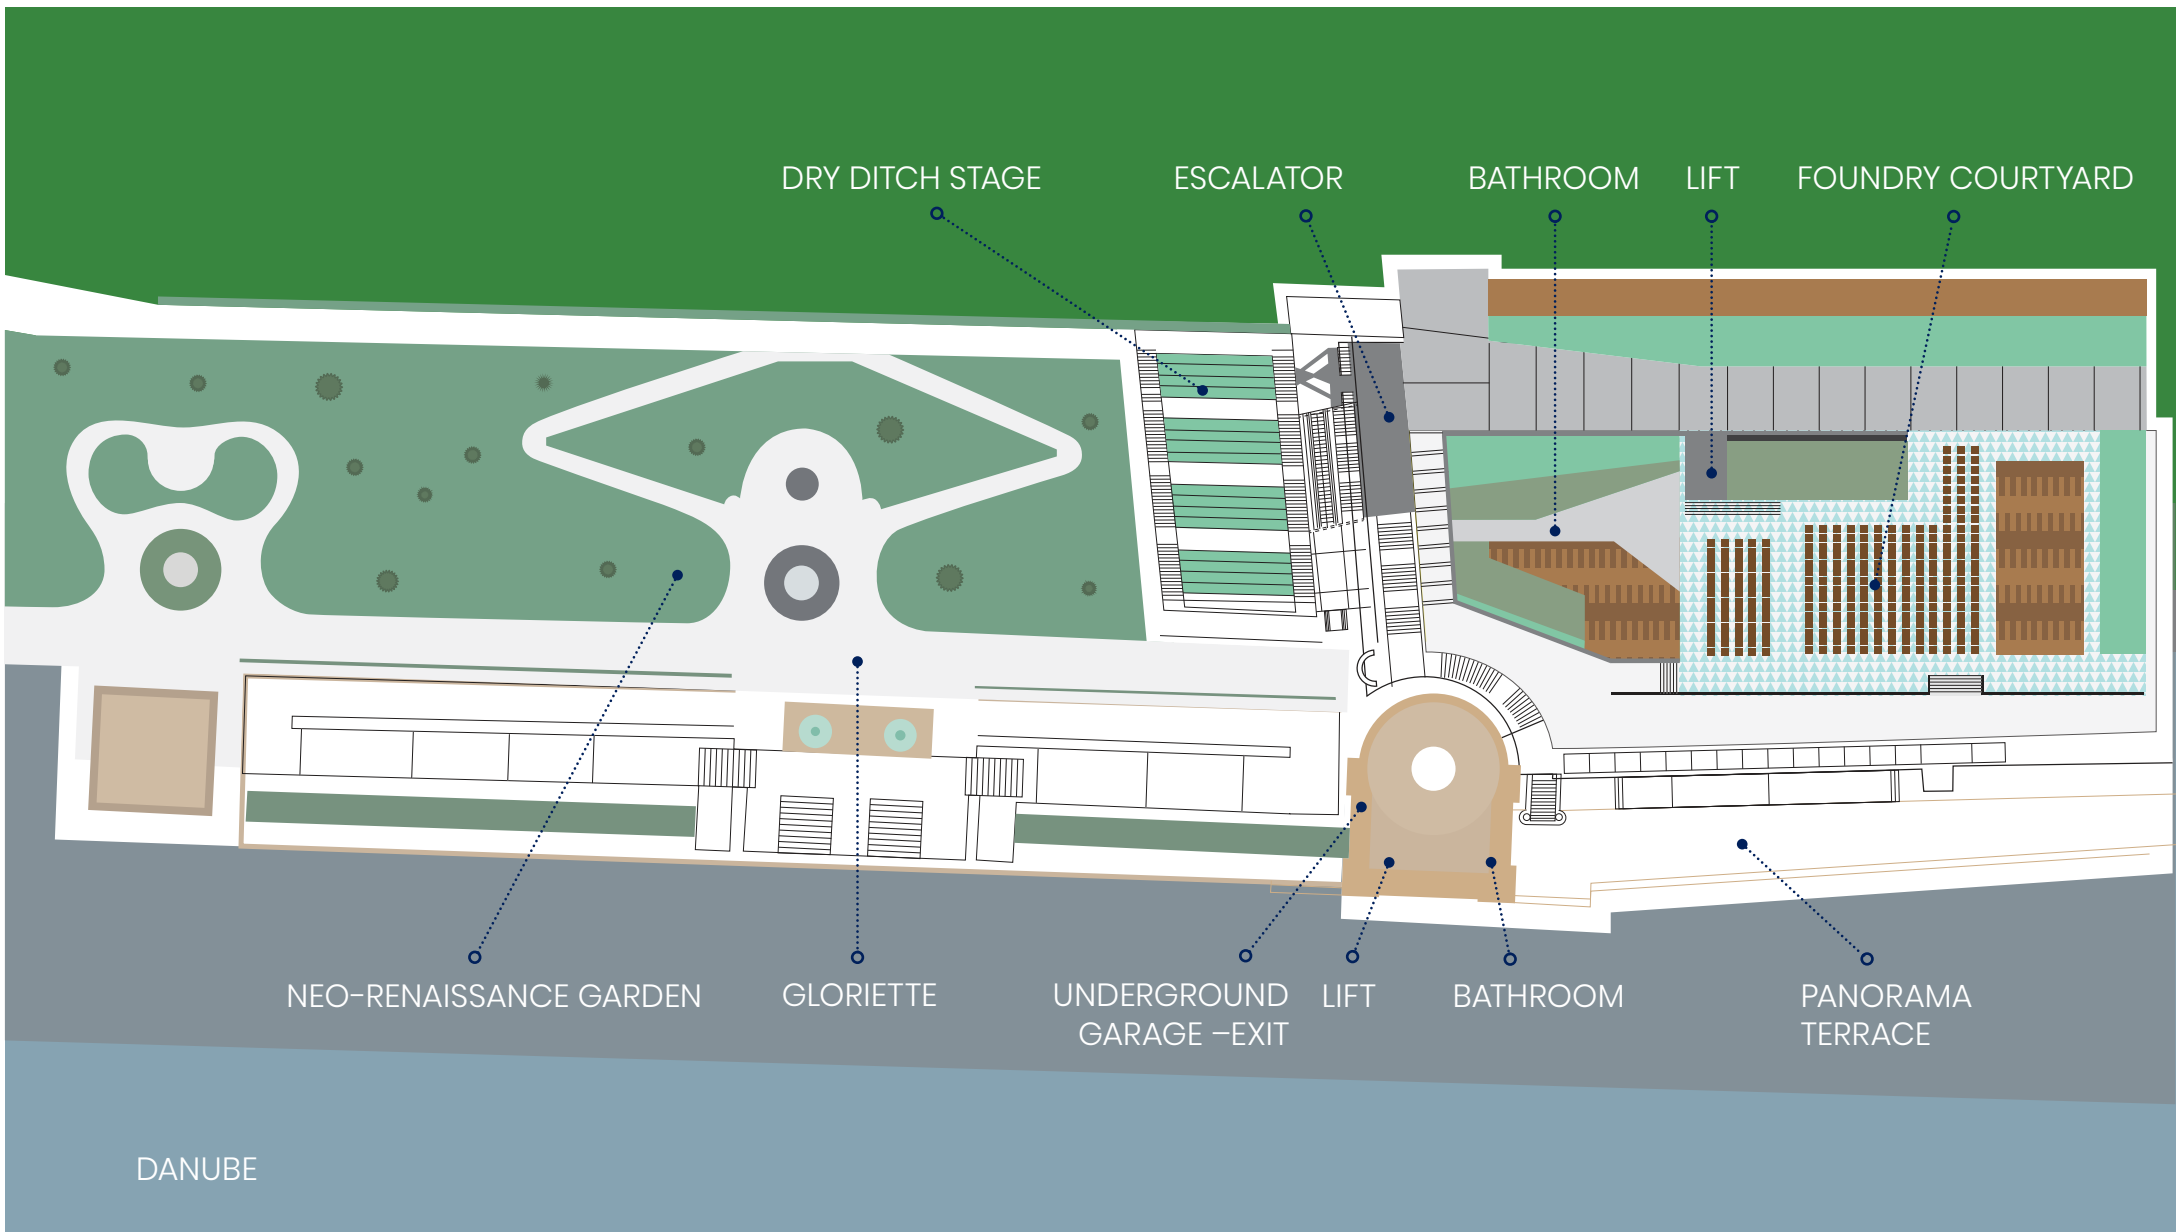 DRY DITCH STAGE
ESCALATOR
BATHROOM
LIFT
FOUNDRY COURTYARD
NEO-RENAISSANCE GARDEN
GLORIETTE
UNDERGROUND
GARAGE –EXIT
LIFT
BATHROOM
PANORAMA
TERRACE
DANUBE